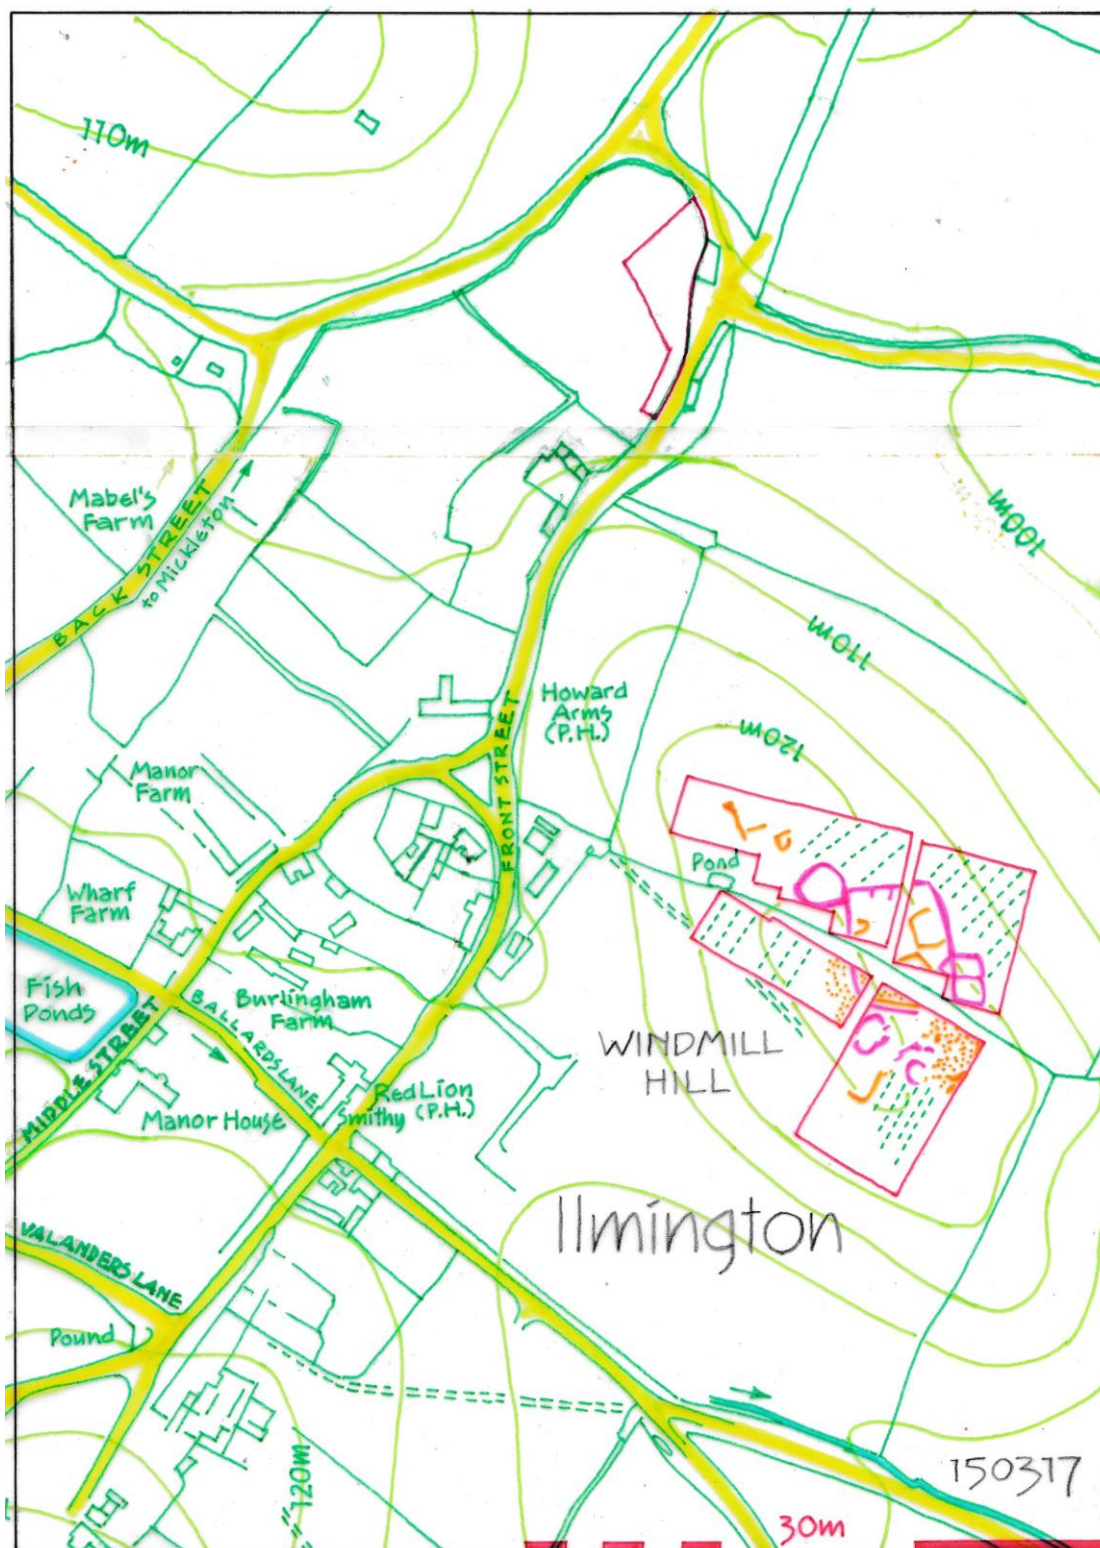 110m
Mabel's
Farm
BACK STREET
to Mickleton
100m
110m
120m
Howard
Arms
(P.H.)
FRONT STREET
Manor
Farm
Wharf
Farm
Pond
Fish
Ponds
BALLARDS LANE
Burlingham
Farm
MIDDLE STREET
WINDMILL
HILL
Manor House
Red Lion
(P.H.)
Smithy
Ilmington
VALANDERS LANE
Pound
120m
150317
30m